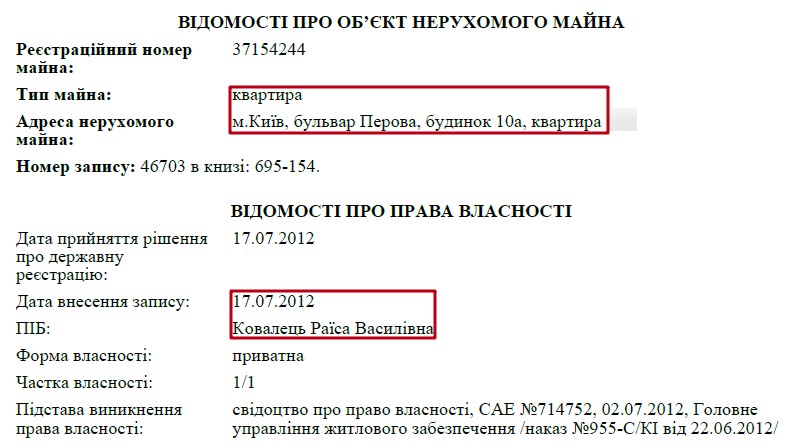 ВІДОМОСТІ ПРО ОБ’ЄКТ НЕРУХОМОГО МАЙНА
Реєстраційний номер майна: 37154244
Тип майна: квартира
Адреса нерухомого майна: м.Київ, бульвар Перова, будинок 10а, квартира
Номер запису: 46703 в книзі: 695-154.
ВІДОМОСТІ ПРО ПРАВА ВЛАСНОСТІ
Дата прийняття рішення про державну реєстрацію: 17.07.2012
Дата внесення запису: 17.07.2012
ПІБ: Ковалець Раїса Василівна
Форма власності: приватна
Частка власності: 1/1
Підстава виникнення права власності: свідоцтво про право власності, САЕ №714752, 02.07.2012, Головне
управління житлового забезпечення /наказ №955-С/КІ від 22.06.2012/